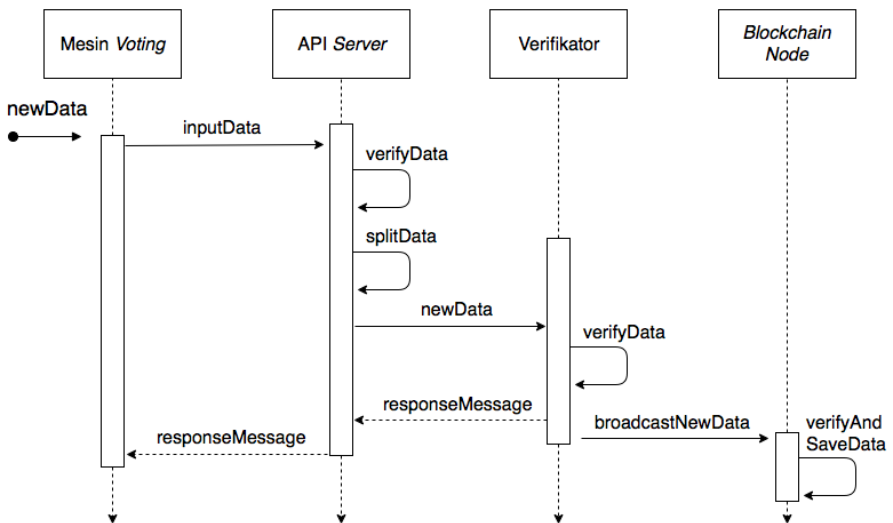 Mesin Voting
API Server
Verifikator
Blockchain
Node
newData
inputData
verifyData
splitData
newData
verifyData
responseMessage
broadcastNewData
verifyAnd
SaveData
responseMessage